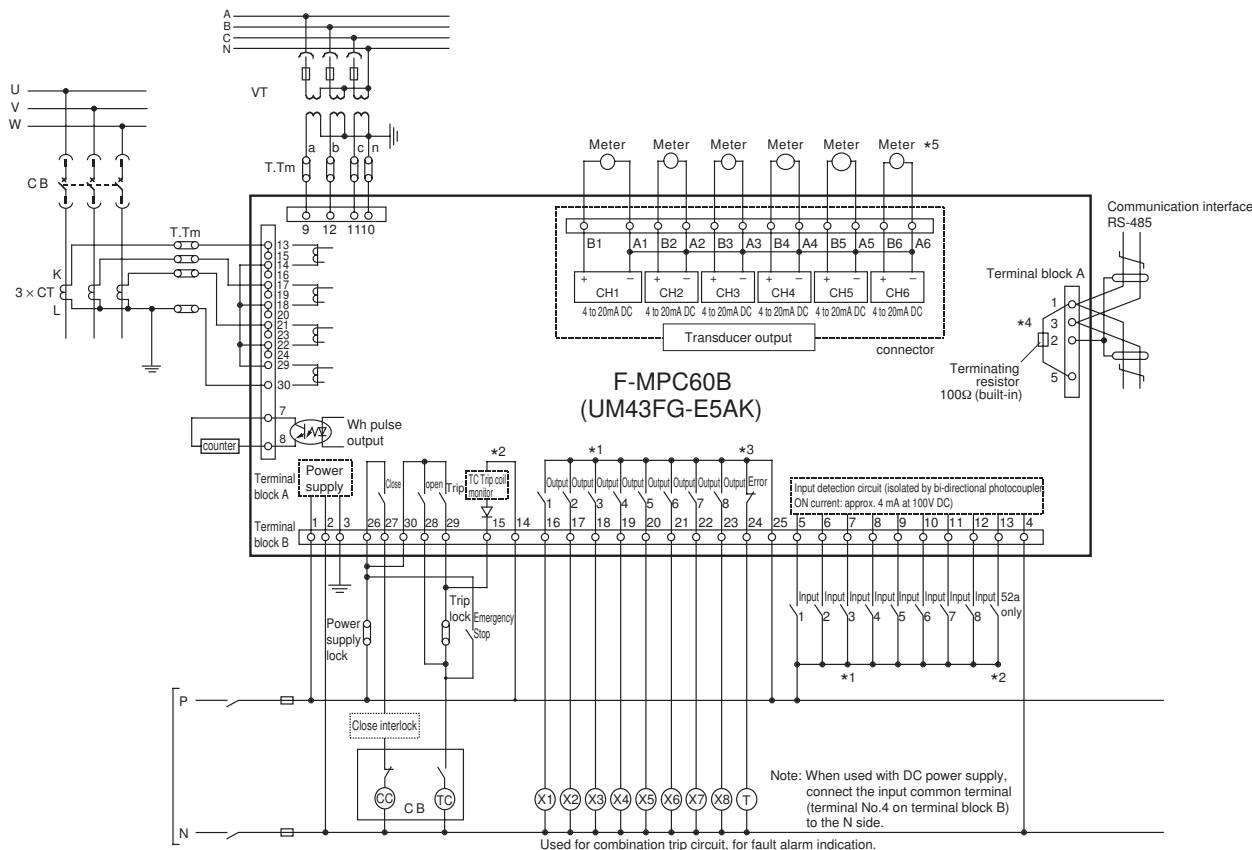 A
B
C
N
VT
U
V
W
a b c n
T.Tm
CB
9 12 11 10
Meter Meter Meter Meter Meter Meter *5
Communication interface
RS-485
T.Tm
K
3 × CT
L
13
15
14
16
17
19
18
20
21
23
22
24
29
30
B1 A1 B2 A2 B3 A3 B4 A4 B5 A5 B6 A6
+ − + − + − + − + − + −
CH1 CH2 CH3 CH4 CH5 CH6
4 to 20mA DC 4 to 20mA DC 4 to 20mA DC 4 to 20mA DC 4 to 20mA DC 4 to 20mA DC
Transducer output
connector
Terminal block A
1
3
2
5
*4
Terminating
resistor
100Ω (built-in)
F-MPC60B
(UM43FG-E5AK)
7
8
counter
Wh pulse
output
Terminal
block A
Power
supply
Close
open
Trip
*2
TC Trip coil
monitor
*1
*3
Output Output Output Output Output Output Output Output Error
1 2 3 4 5 6 7 8
Input detection circuit (isolated by bi-directional photocoupler
ON current: approx. 4 mA at 100V DC)
Terminal
block B
1 2 3 26 27 30 28 29 15 14 16 17 18 19 20 21 22 23 24 25 5 6 7 8 9 10 11 12 13 4
Power
supply
lock
Trip
lock
Emergency
Stop
Input Input Input Input Input Input Input Input 52a
1 2 3 4 5 6 7 8 only
*1
*2
P
Close interlock
CC
TC
CB
X1 X2 X3 X4 X5 X6 X7 X8 T
Note: When used with DC power supply,
connect the input common terminal
(terminal No.4 on terminal block B)
to the N side.
N
Used for combination trip circuit, for fault alarm indication.